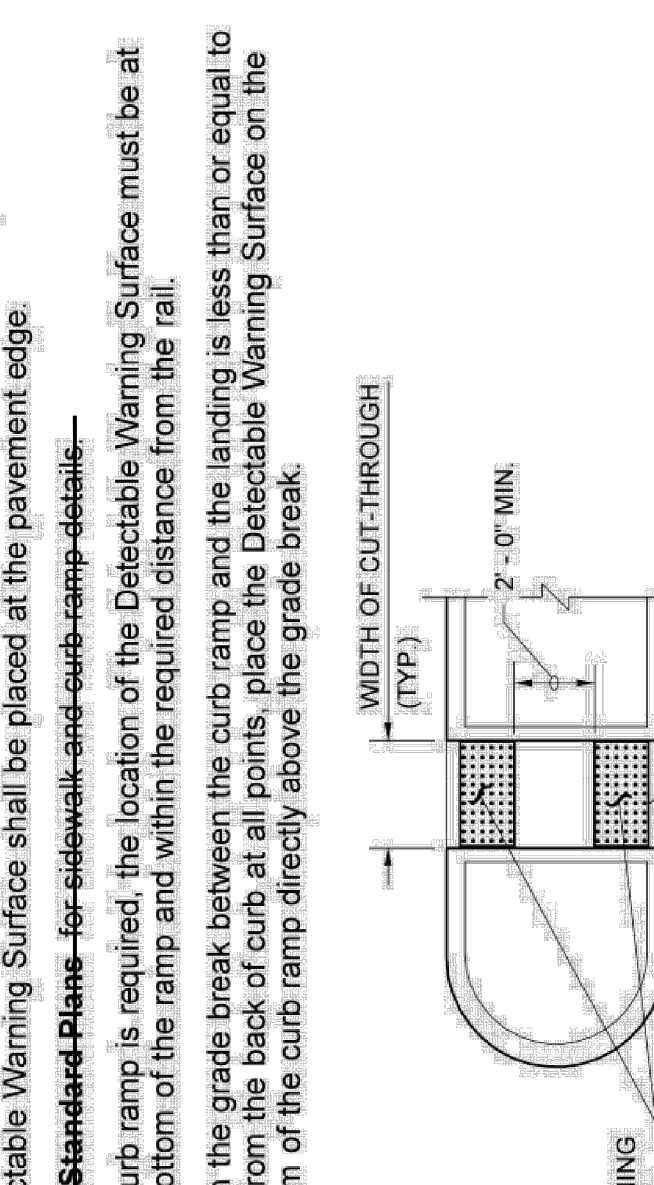 ctable Warning Surface shall be placed at the pavement edge.
Standard Plans for sidewalk and curb ramp details.
urb ramp is required, the location of the Detectable Warning Surface must be at
ottom of the ramp and within the required distance from the rail.
the grade break between the curb ramp and the landing is less than or equal to
rom the back of curb at all points, place the Detectable Warning Surface on the
m of the curb ramp directly above the grade break.
WIDTH OF CUT-THROUGH
(TYP.)
2' - 0" MIN.
NING